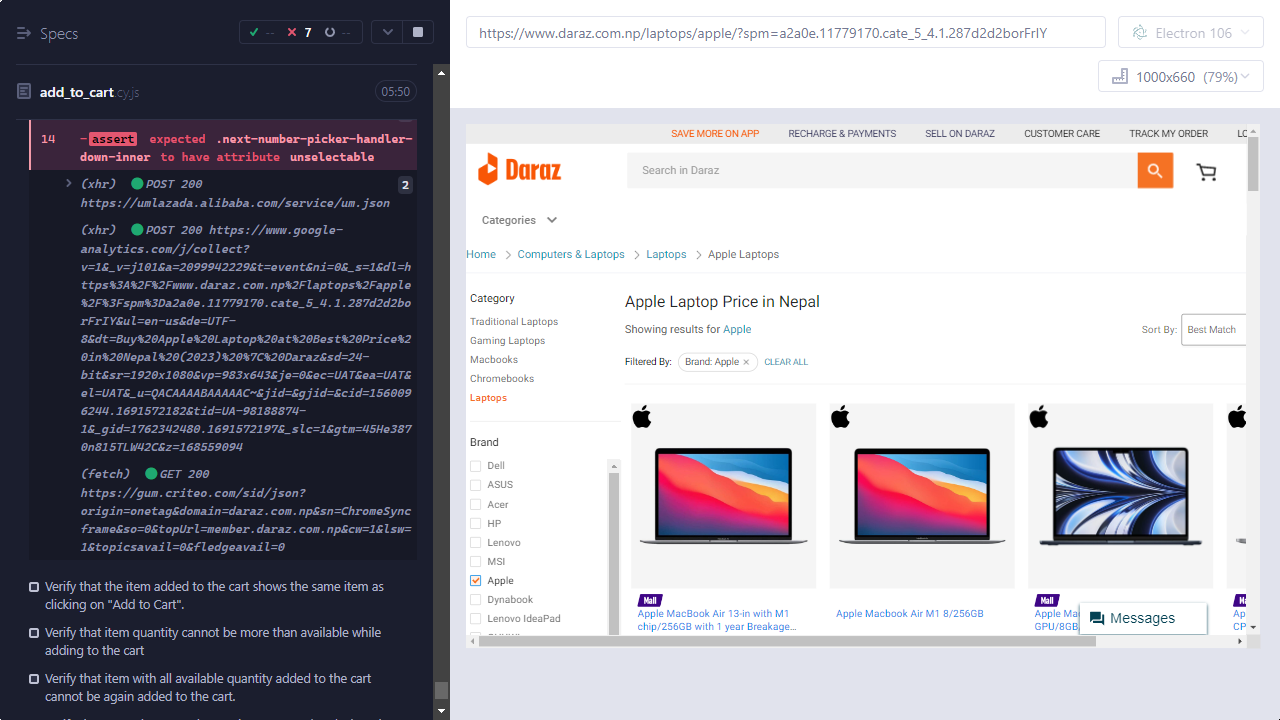 Specs
--
7
--
add_to_cart.cy.js
05:50
14
-assert expected .next-number-picker-handler-
down-inner to have attribute unselectable
(xhr) POST 200
2
https://umlazada.alibaba.com/service/um.json
(xhr) POST 200 https://www.google-
analytics.com/j/collect?
v=1&_v=j101&a=2099942229&t=event&ni=0&_s=1&dl=h
ttps%3A%2F%2Fwww.daraz.com.np%2Flaptops%2Fapple
%2F%3Fspm%3Da2a0e.11779170.cate_5_4.1.287d2d2bo
rFrIY&ul=en-us&de=UTF-
8&dt=Buy%20Apple%20Laptop%20at%20Best%20Price%2
0in%20Nepal%20(2023)%20%7C%20Daraz&sd=24-
bit&sr=1920x1080&vp=983x643&je=0&ec=UAT&ea=UAT&
el=UAT&_u=QACAAAABAAAAAC~&jid=&gjid=&cid=156009
6244.1691572182&tid=UA-98188874-
1&_gid=1762342480.1691572197&_slc=1&gtm=45He387
0n815TLW42C&z=168559094
(fetch) GET 200
https://gum.criteo.com/sid/json?
origin=onetag&domain=daraz.com.np&sn=ChromeSync
frame&so=0&topUrl=member.daraz.com.np&cw=1&lsw=
1&topicsavail=0&fledgeavail=0
Verify that the item added to the cart shows the same item as
clicking on "Add to Cart".
Verify that item quantity cannot be more than available while
adding to the cart
Verify that item with all available quantity added to the cart
cannot be again added to the cart.
https://www.daraz.com.np/laptops/apple/?spm=a2a0e.11779170.cate_5_4.1.287d2d2borFrIY
Electron 106
1000x660 (79%)
SAVE MORE ON APP
RECHARGE & PAYMENTS
SELL ON DARAZ
CUSTOMER CARE
TRACK MY ORDER
LO
Daraz
Search in Daraz
Categories
Home
Computers & Laptops
Laptops
Apple Laptops
Category
Traditional Laptops
Gaming Laptops
Macbooks
Chromebooks
Laptops
Brand
Dell
ASUS
Acer
HP
Lenovo
MSI
Apple
Dynabook
Lenovo IdeaPad
Apple Laptop Price in Nepal
Showing results for Apple
Sort By:
Best Match
Filtered By:
Brand: Apple
CLEAR ALL
Mall
Apple MacBook Air 13-in with M1
chip/256GB with 1 year Breakage...
Apple Macbook Air M1 8/256GB
Mall
Apple Ma
GPU/8GB
M
Ap
CP
Messages